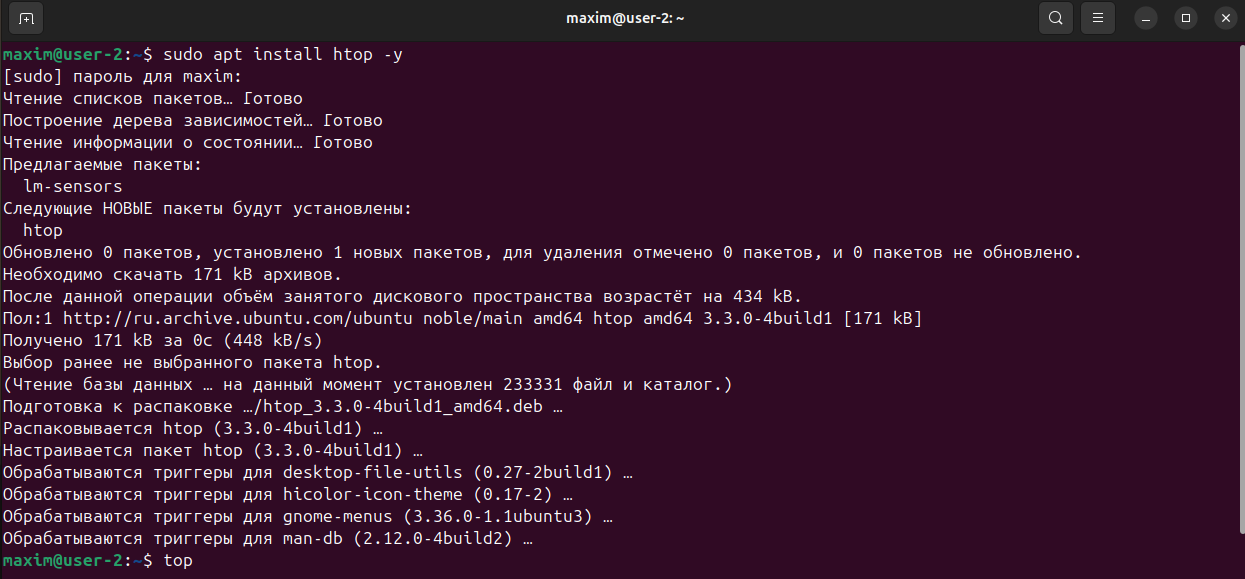 maxim@user-2: ~
maxim@user-2:~$ sudo apt install htop -y
[sudo] пароль для maxim:
Чтение списков пакетов… Готово
Построение дерева зависимостей… Готово
Чтение информации о состоянии… Готово
Предлагаемые пакеты:
  lm-sensors
Следующие НОВЫЕ пакеты будут установлены:
  htop
Обновлено 0 пакетов, установлено 1 новых пакетов, для удаления отмечено 0 пакетов, и 0 пакетов не обновлено.
Необходимо скачать 171 kB архивов.
После данной операции объём занятого дискового пространства возрастёт на 434 kB.
Пол:1 http://ru.archive.ubuntu.com/ubuntu noble/main amd64 htop amd64 3.3.0-4build1 [171 kB]
Получено 171 kB за 0с (448 kB/s)
Выбор ранее не выбранного пакета htop.
(Чтение базы данных … на данный момент установлен 233331 файл и каталог.)
Подготовка к распаковке …/htop_3.3.0-4build1_amd64.deb …
Распаковывается htop (3.3.0-4build1) …
Настраивается пакет htop (3.3.0-4build1) …
Обрабатываются триггеры для desktop-file-utils (0.27-2build1) …
Обрабатываются триггеры для hicolor-icon-theme (0.17-2) …
Обрабатываются триггеры для gnome-menus (3.36.0-1.1ubuntu3) …
Обрабатываются триггеры для man-db (2.12.0-4build2) …
maxim@user-2:~$ top